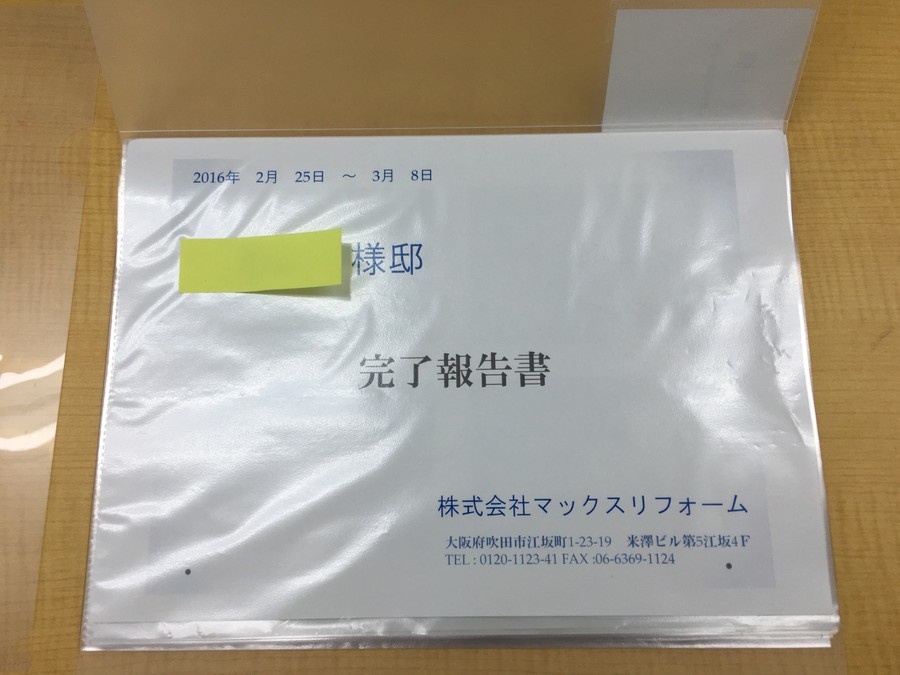 2016年 2月 25日 ～ 3月 8日
様邸
完了報告書
株式会社マックスリフォーム
大阪府吹田市江坂町1-23-19 米澤ビル第5江坂4F
TEL : 0120-1123-41 FAX :06-6369-1124